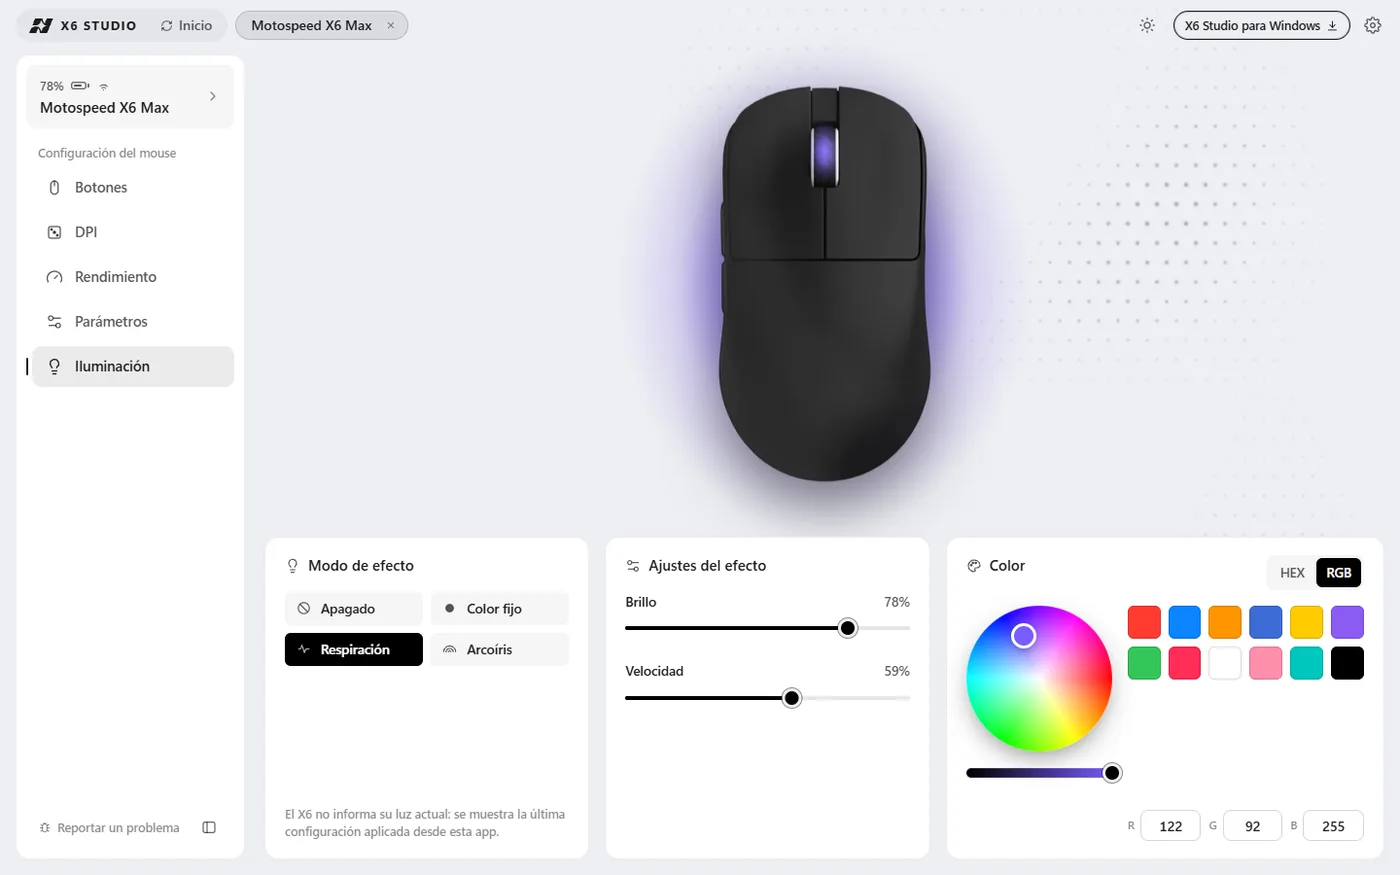 X6 STUDIO
Inicio
Motospeed X6 Max
X6 Studio para Windows
78%
Motospeed X6 Max
Configuración del mouse
Botones
DPI
Rendimiento
Parámetros
Iluminación
Reportar un problema
Modo de efecto
Apagado
Color fijo
Respiración
Arcoíris
El X6 no informa su luz actual: se muestra la última
configuración aplicada desde esta app.
Ajustes del efecto
Brillo 78%
Velocidad 59%
Color
HEX RGB
R 122 G 92 B 255